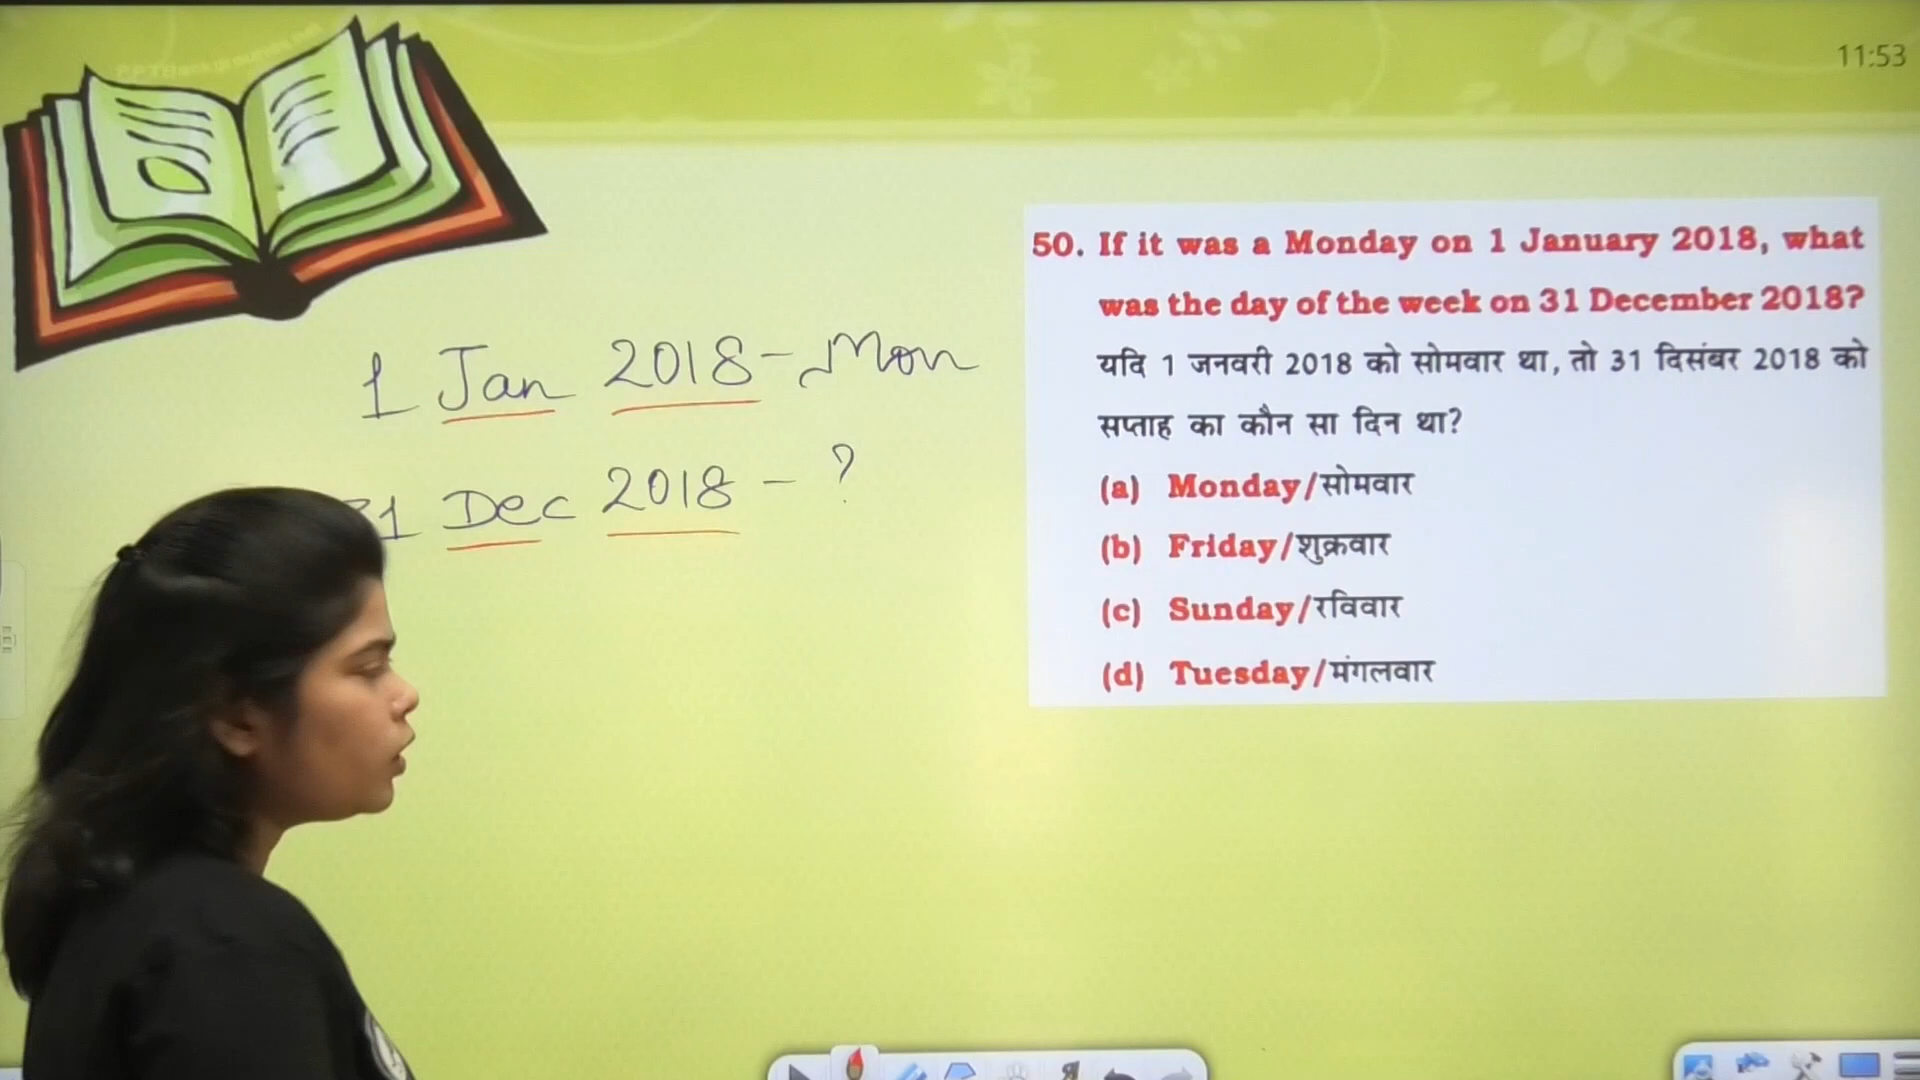 11:53
1 Jan 2018 - Mon
31 Dec 2018 - ?
50. If it was a Monday on 1 January 2018, what
was the day of the week on 31 December 2018?
यदि 1 जनवरी 2018 को सोमवार था, तो 31 दिसंबर 2018 को
सप्ताह का कौन सा दिन था?
(a) Monday/सोमवार
(b) Friday/शुक्रवार
(c) Sunday/रविवार
(d) Tuesday/मंगलवार